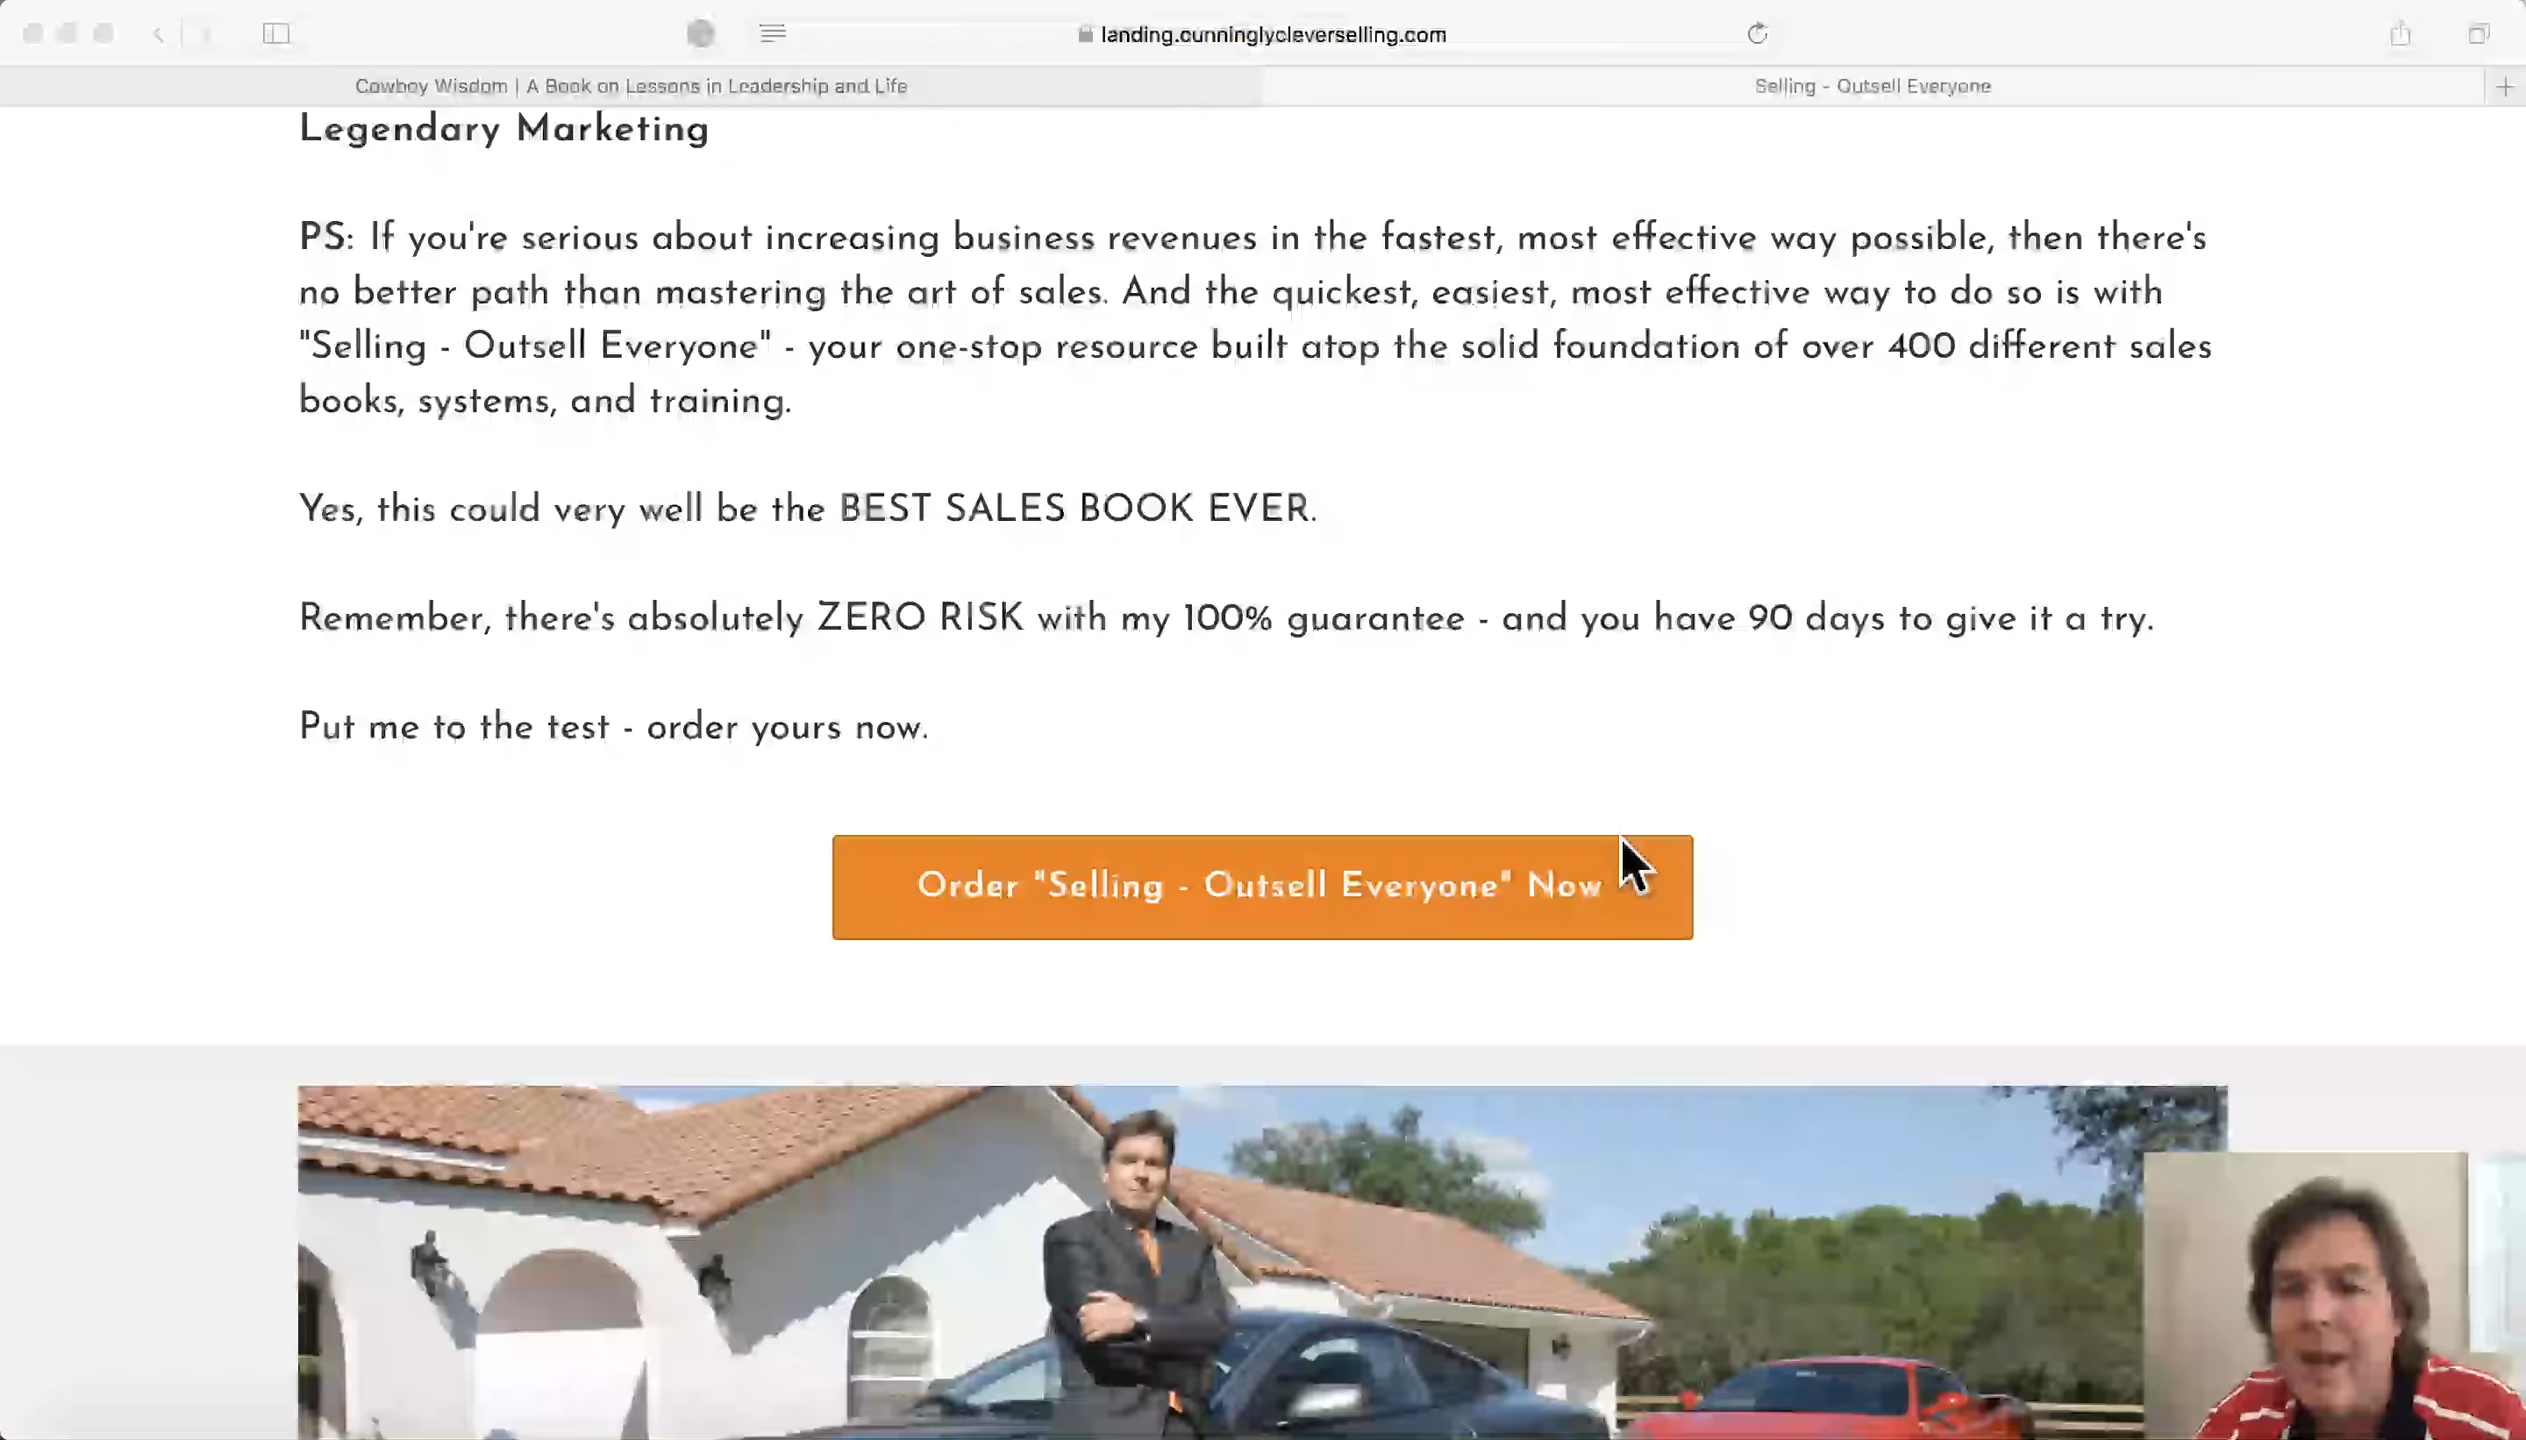 landing.cunninglycleverselling.com
Cowboy Wisdom | A Book on Lessons in Leadership and Life
Selling - Outsell Everyone
Legendary Marketing
PS: If you're serious about increasing business revenues in the fastest, most effective way possible, then there's
no better path than mastering the art of sales. And the quickest, easiest, most effective way to do so is with
"Selling - Outsell Everyone" - your one-stop resource built atop the solid foundation of over 400 different sales
books, systems, and training.
Yes, this could very well be the BEST SALES BOOK EVER.
Remember, there's absolutely ZERO RISK with my 100% guarantee - and you have 90 days to give it a try.
Put me to the test - order yours now.
Order "Selling - Outsell Everyone" Now